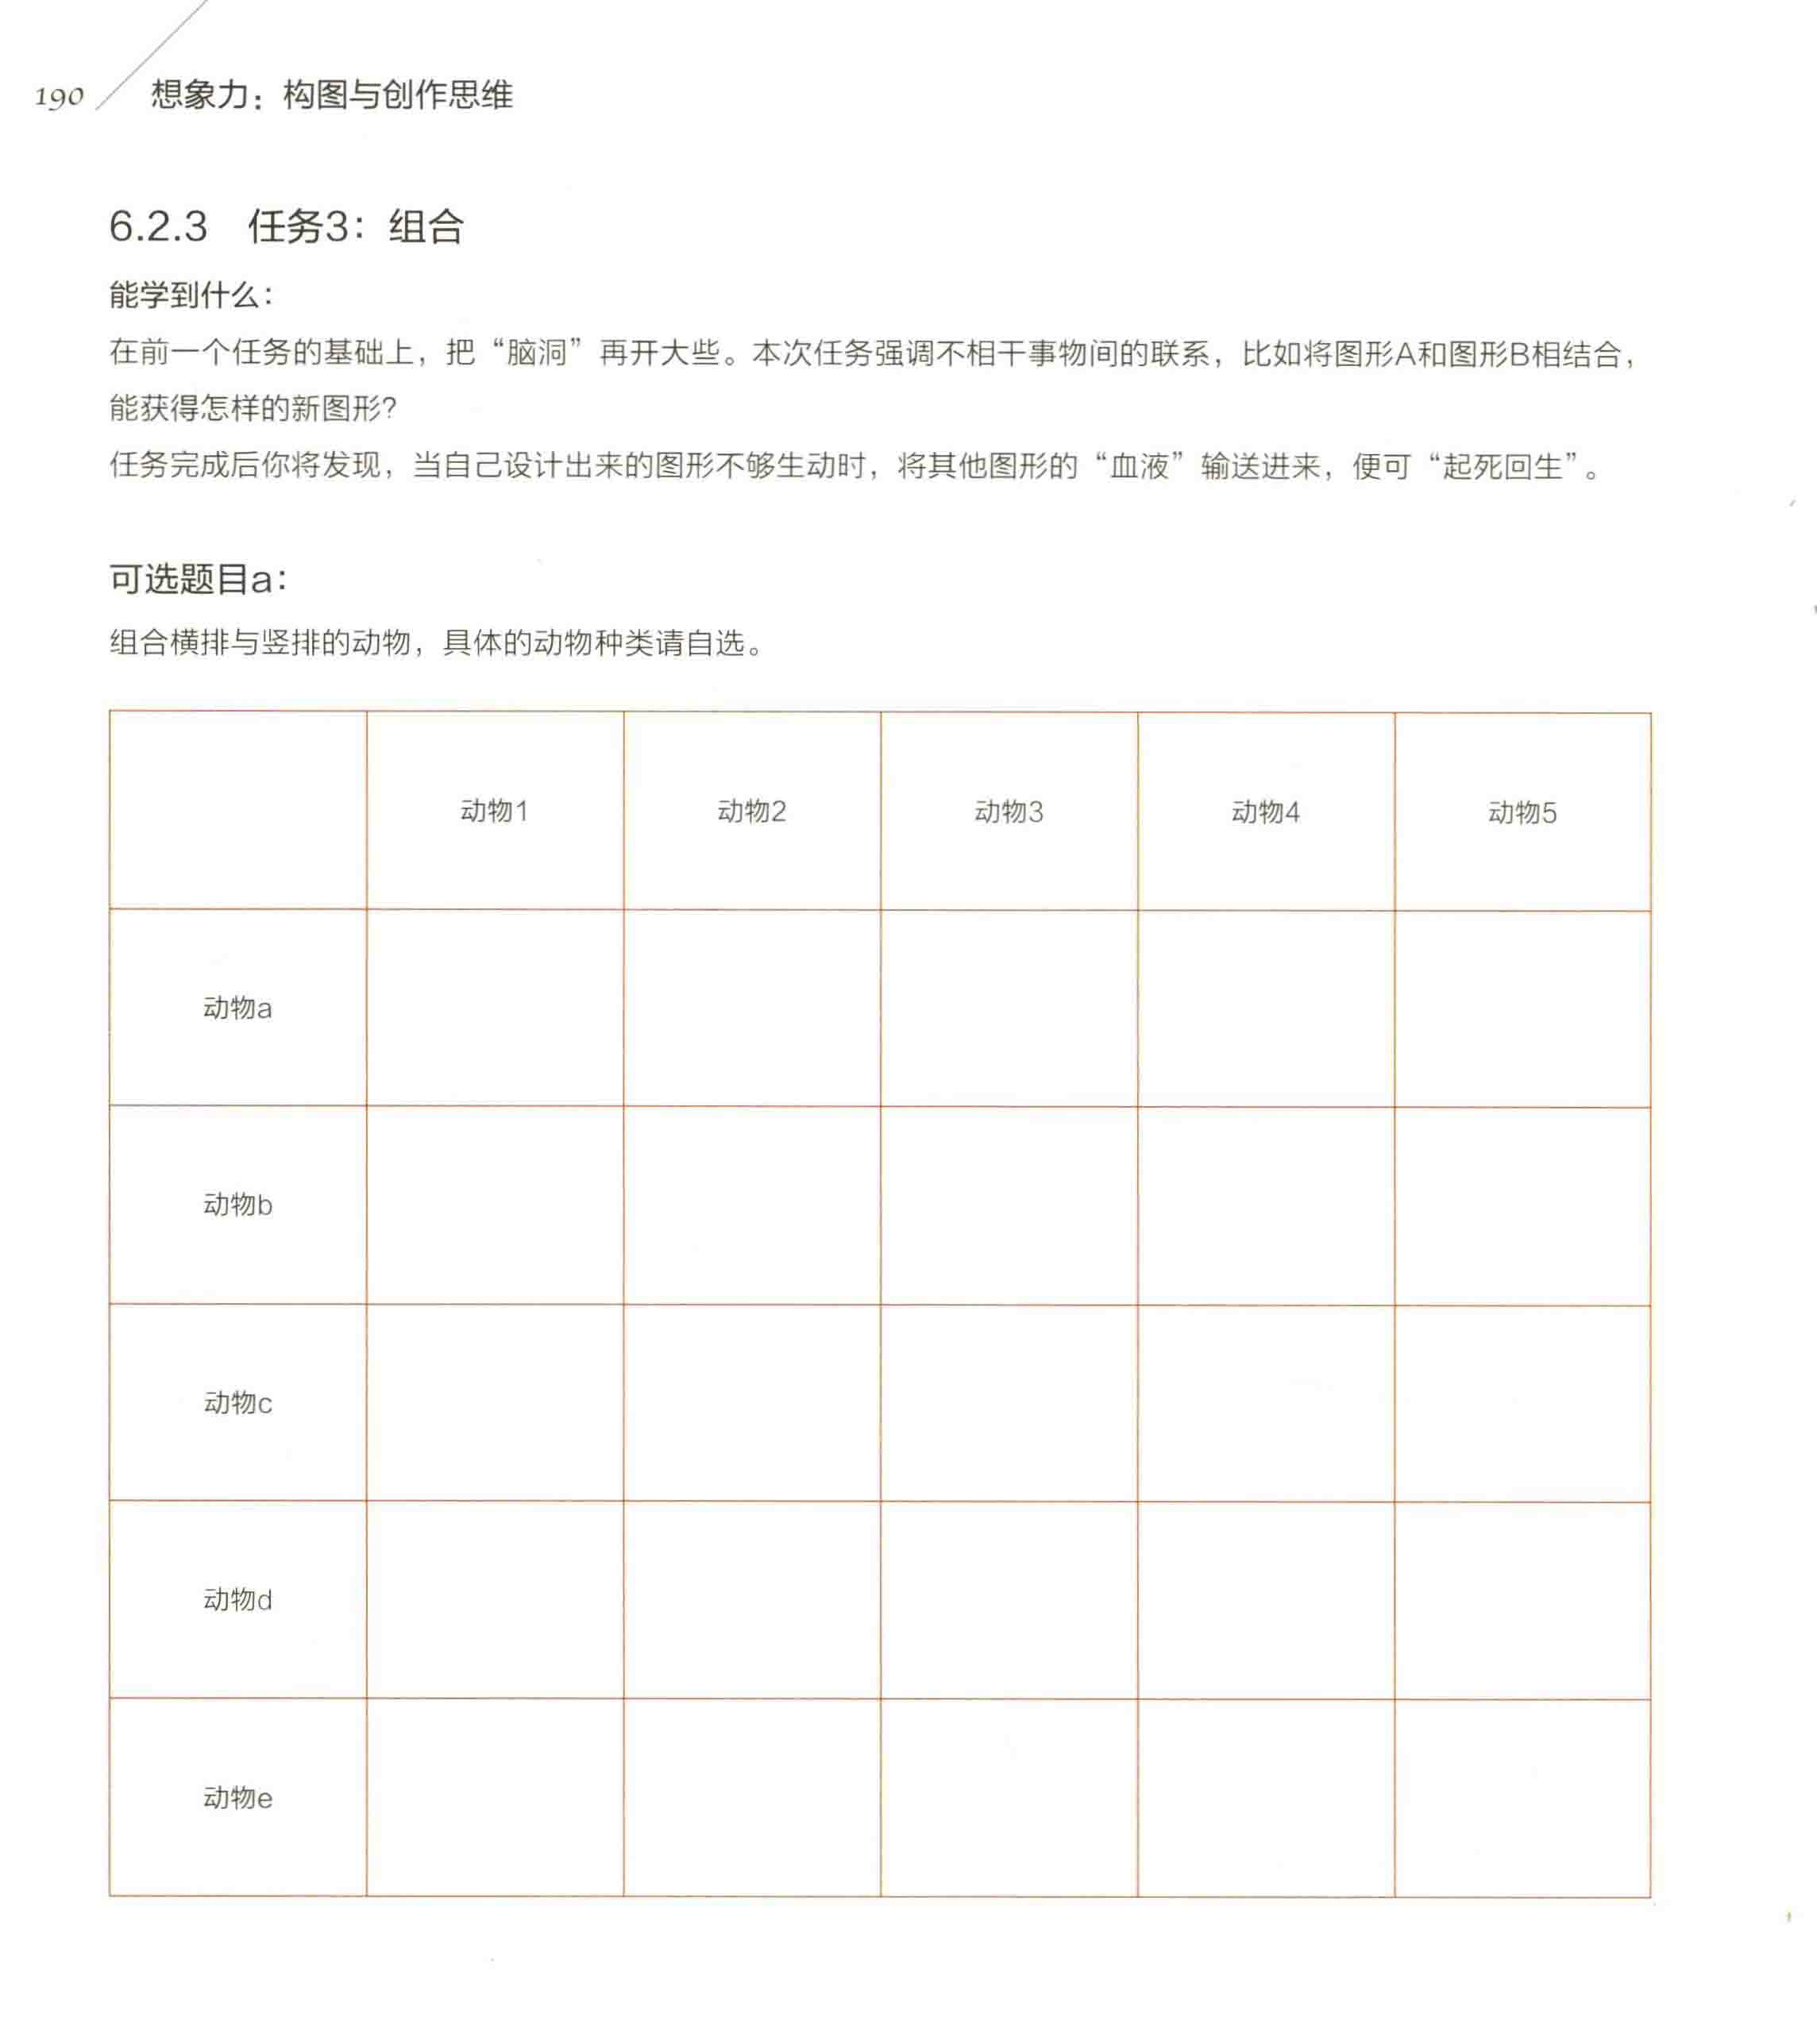 190 想象力：构图与创作思维
6.2.3 任务3：组合
能学到什么：
在前一个任务的基础上，把“脑洞”再开大些。本次任务强调不相干事物间的联系，比如将图形A和图形B相结合，
能获得怎样的新图形？
任务完成后你将发现，当自己设计出来的图形不够生动时，将其他图形的“血液”输送进来，便可“起死回生”。
可选题目a：
组合横排与竖排的动物，具体的动物种类请自选。
动物1 动物2 动物3 动物4 动物5
动物a
动物b
动物c
动物d
动物e